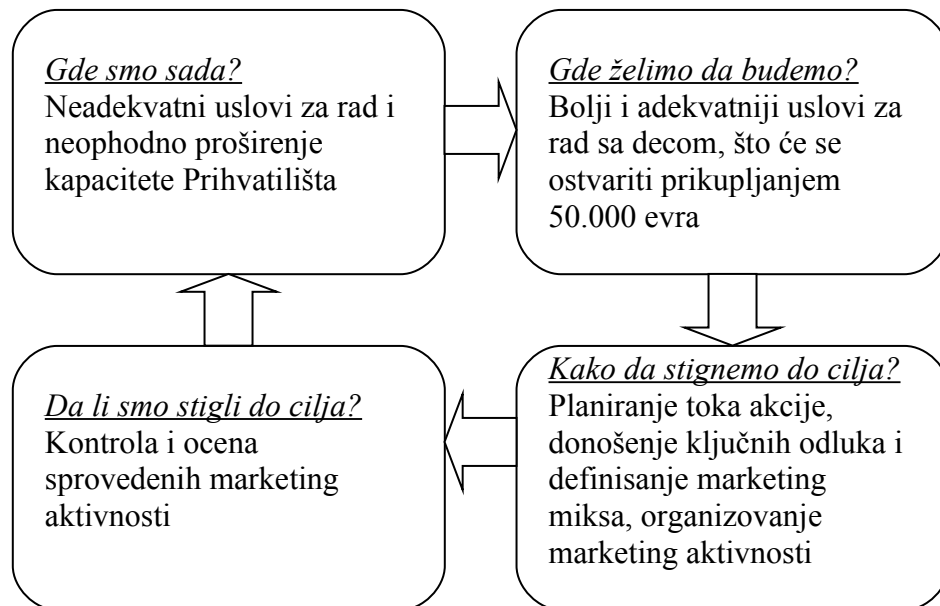 Gde smo sada?
Neadekvatni uslovi za rad i
neophodno proširenje
kapacitete Prihvatilišta
Gde želimo da budemo?
Bolji i adekvatniji uslovi za
rad sa decom, što će se
ostvariti prikupljanjem
50.000 evra
Kako da stignemo do cilja?
Planiranje toka akcije,
donošenje ključnih odluka i
definisanje marketing
miksa, organizovanje
marketing aktivnosti
Da li smo stigli do cilja?
Kontrola i ocena
sprovedenih marketing
aktivnosti